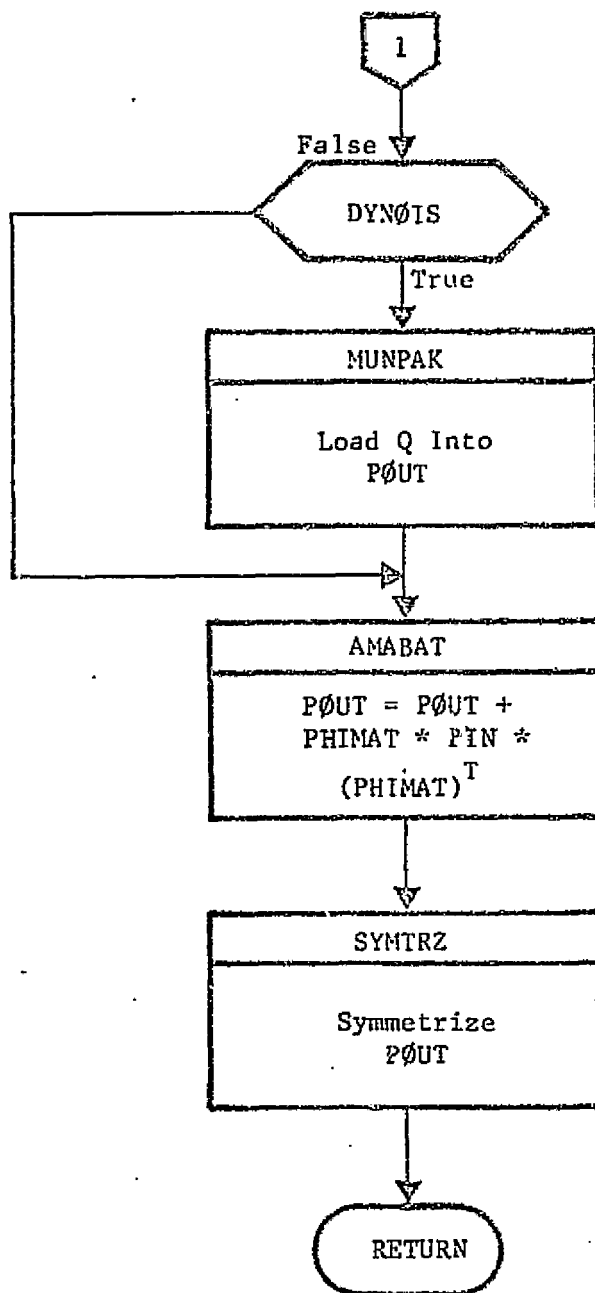 1
False
DYNØIS
True
MUNPAK
Load Q Into
PØUT
AMABAT
PØUT = PØUT +
PHIMAT * PIN *
(PHIMAT)T
SYMTRZ
Symmetrize
PØUT
RETURN